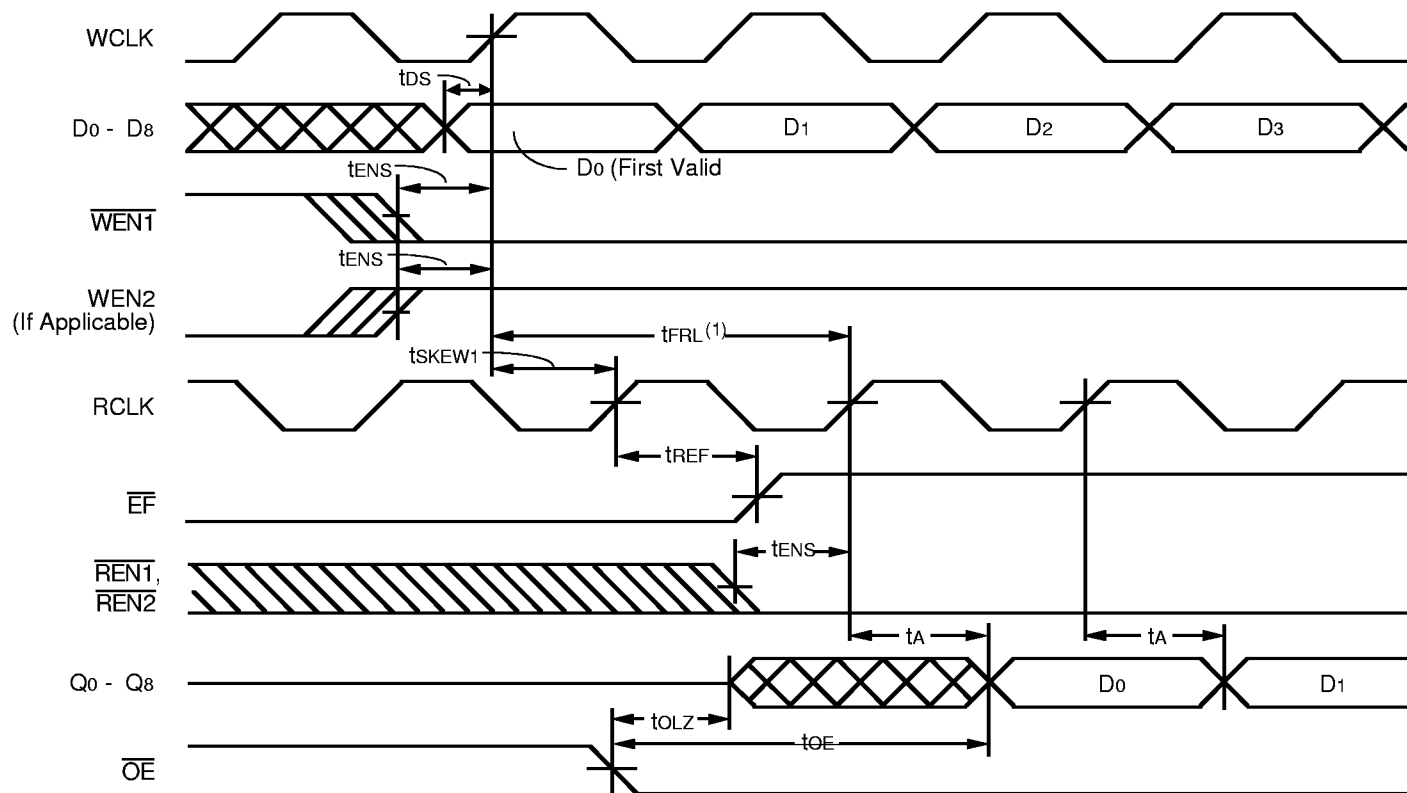 WCLK
tDS
D0 - D8
D1
D2
D3
tENS
D0 (First Valid
WEN1
tENS
WEN2
(If Applicable)
tFRL(1)
tSKEW1
RCLK
tREF
EF
tENS
REN1,
REN2
tA
tA
Q0 - Q8
D0
D1
tOLZ
tOE
OE